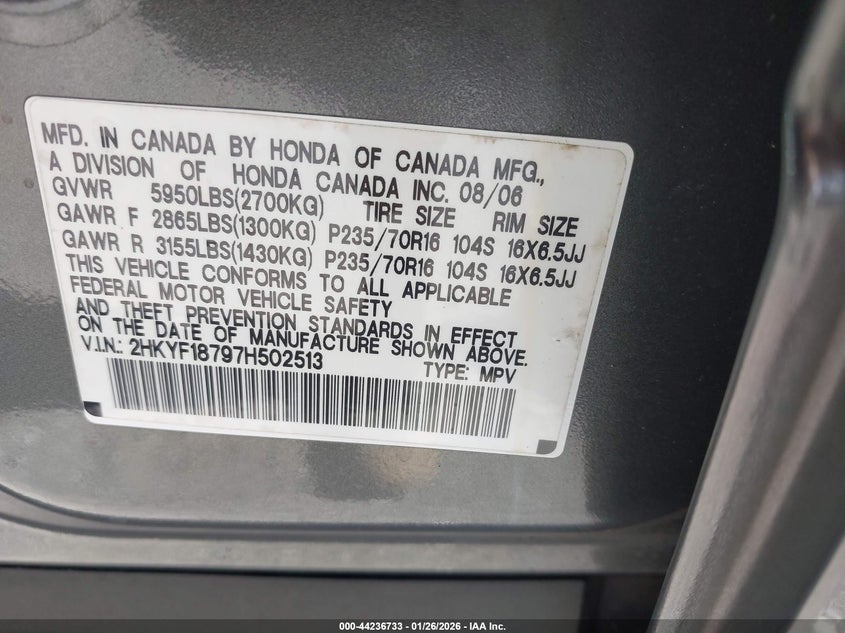 MFD. IN CANADA BY HONDA OF CANADA MFG.,
A DIVISION OF HONDA CANADA INC. 08/06
GVWR 5950LBS(2700KG) TIRE SIZE RIM SIZE
GAWR F 2865LBS(1300KG) P235/70R16 104S 16X6.5JJ
GAWR R 3155LBS(1430KG) P235/70R16 104S 16X6.5JJ
THIS VEHICLE CONFORMS TO ALL APPLICABLE
FEDERAL MOTOR VEHICLE SAFETY
AND THEFT PREVENTION STANDARDS IN EFFECT
ON THE DATE OF MANUFACTURE SHOWN ABOVE.
V.I.N.: 2HKYF18797H502513 TYPE: MPV
000-44236733 - 01/26/2026 - IAA Inc.